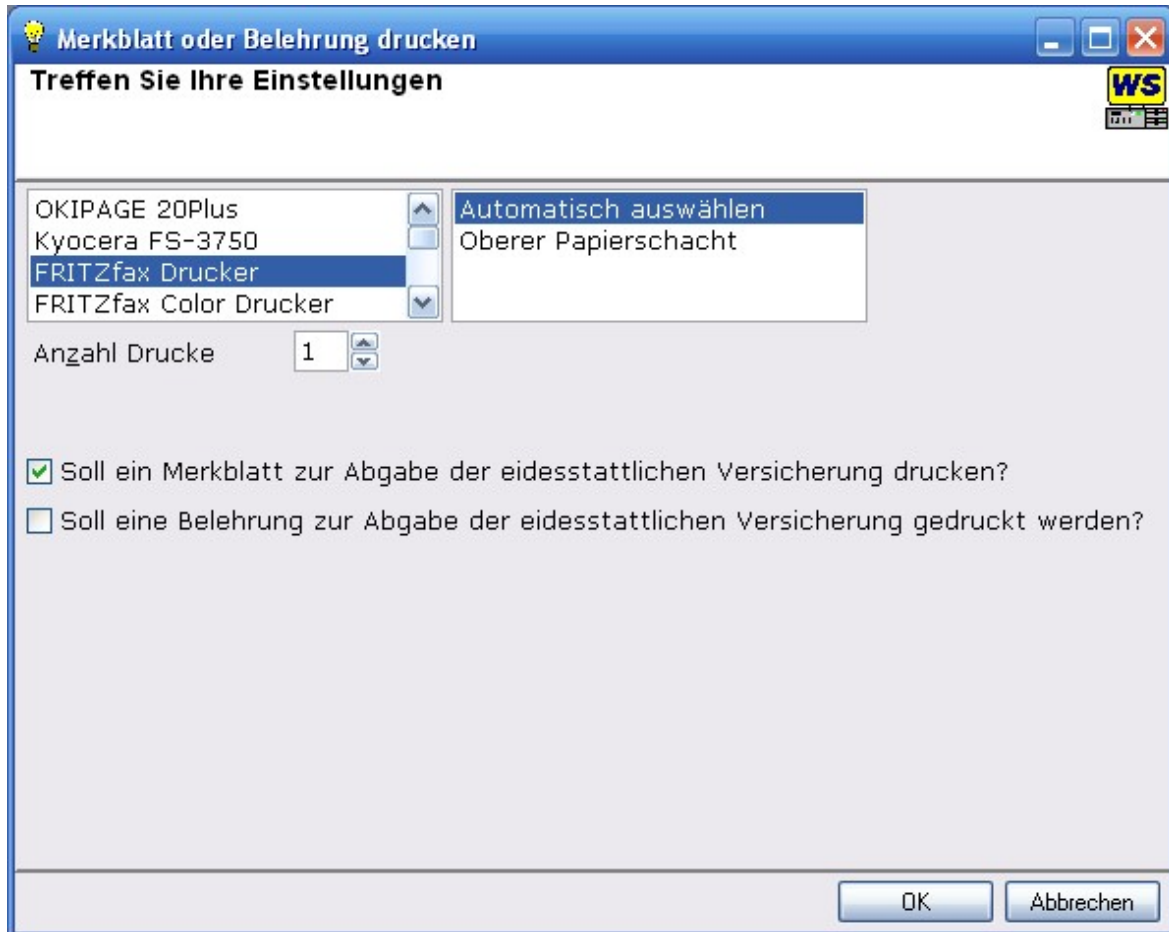 Merkblatt oder Belehrung drucken
Treffen Sie Ihre Einstellungen
WS
OKIPAGE 20Plus
Kyocera FS-3750
FRITZfax Drucker
FRITZfax Color Drucker
Automatisch auswählen
Oberer Papierschacht
Anzahl Drucke
1
Soll ein Merkblatt zur Abgabe der eidesstattlichen Versicherung drucken?
Soll eine Belehrung zur Abgabe der eidesstattlichen Versicherung gedruckt werden?
OK
Abbrechen